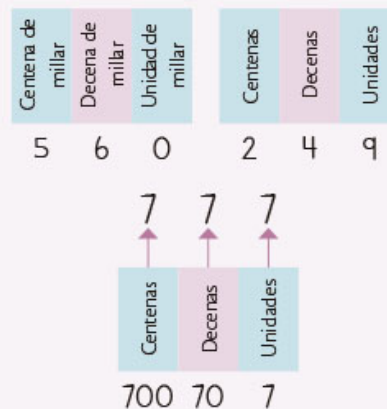 Centena de millar
Decena de millar
Unidad de millar
Centenas
Decenas
Unidades
5 6 0 2 4 9
7 7 7
Centenas
Decenas
Unidades
700 70 7